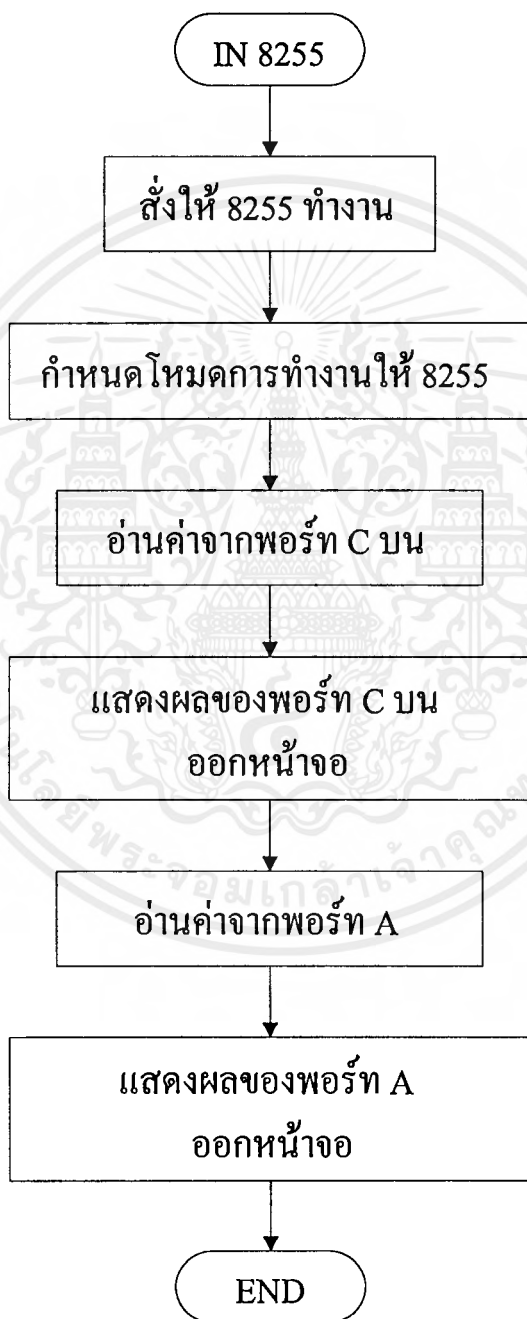 IN 8255
สั่งให้ 8255 ทำงาน
กำหนดโหมดการทำงานให้ 8255
อ่านค่าจากพอร์ท C บน
แสดงผลของพอร์ท C บน
ออกหน้าจอ
อ่านค่าจากพอร์ท A
แสดงผลของพอร์ท A
ออกหน้าจอ
END